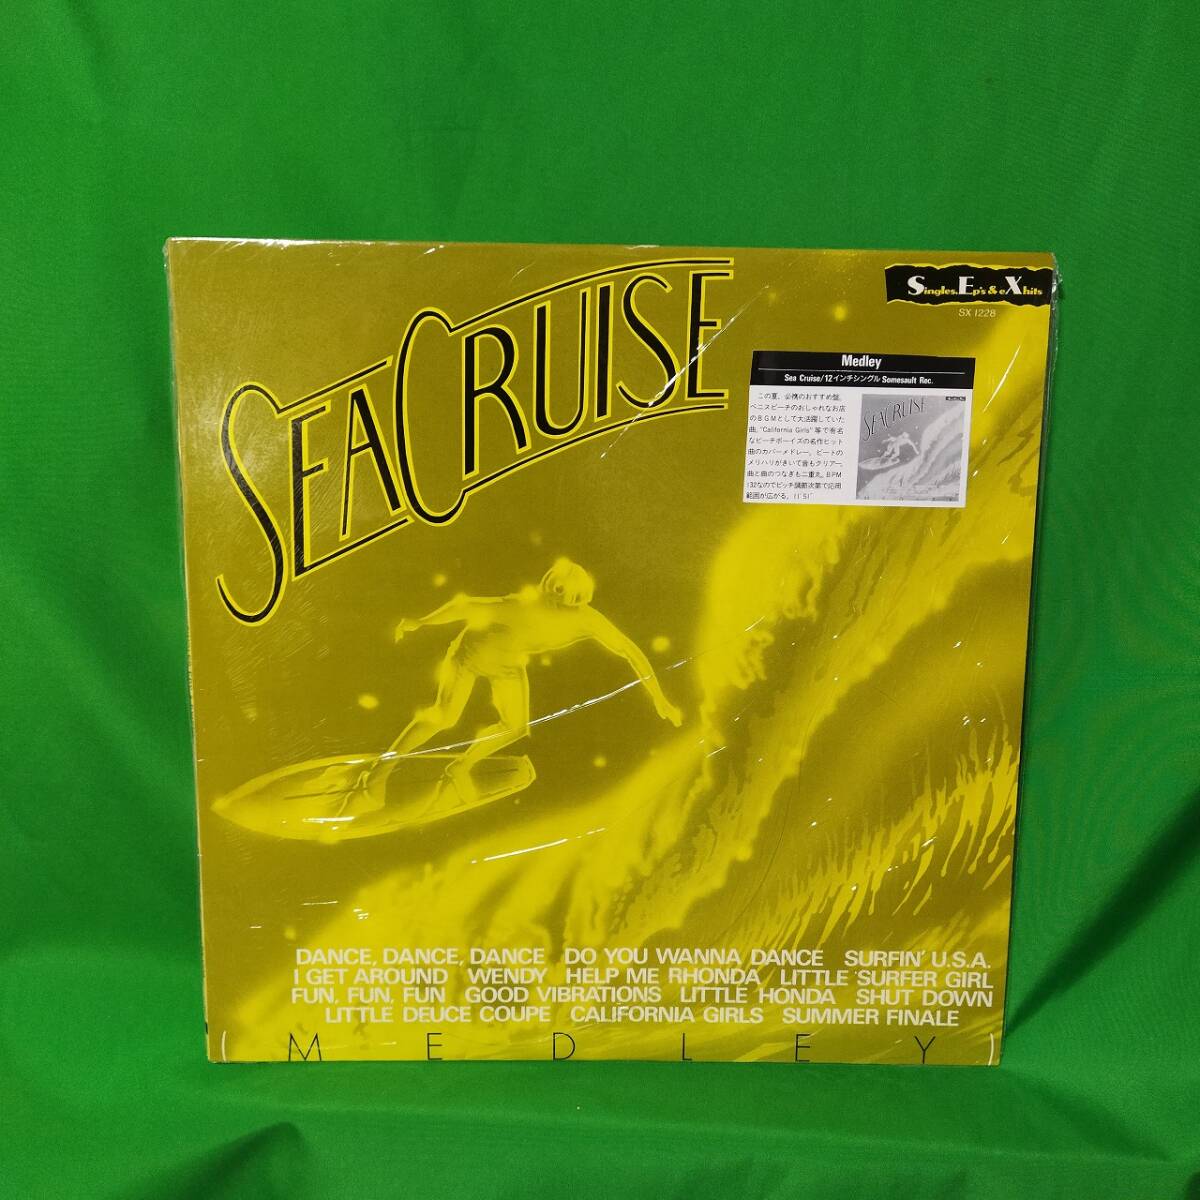 SEACRUISE
Singles, Ep's & eXhits
SX 1228
Medley
Sea Cruise/12インチシングル Somesault Rec.
この夏、必携のおすすめ盤。
ベニスビーチのおしゃれなお店
のBGMとして大活躍していた
曲。"California Girls"等で有名
なビーチボーイズの名作ヒット
曲のカバーメドレー。ビートの
メリハリがきいて音もクリアー。
曲と曲のつなぎも二重丸。BPM
132なのでピッチ調節次第で応用
範囲が広がる。11'51"
SEACRUISE
DANCE, DANCE, DANCE DO YOU WANNA DANCE SURFIN' U.S.A.
I GET AROUND WENDY HELP ME RHONDA LITTLE SURFER GIRL
FUN, FUN, FUN GOOD VIBRATIONS LITTLE HONDA SHUT DOWN
LITTLE DEUCE COUPE CALIFORNIA GIRLS SUMMER FINALE
(MEDLEY)